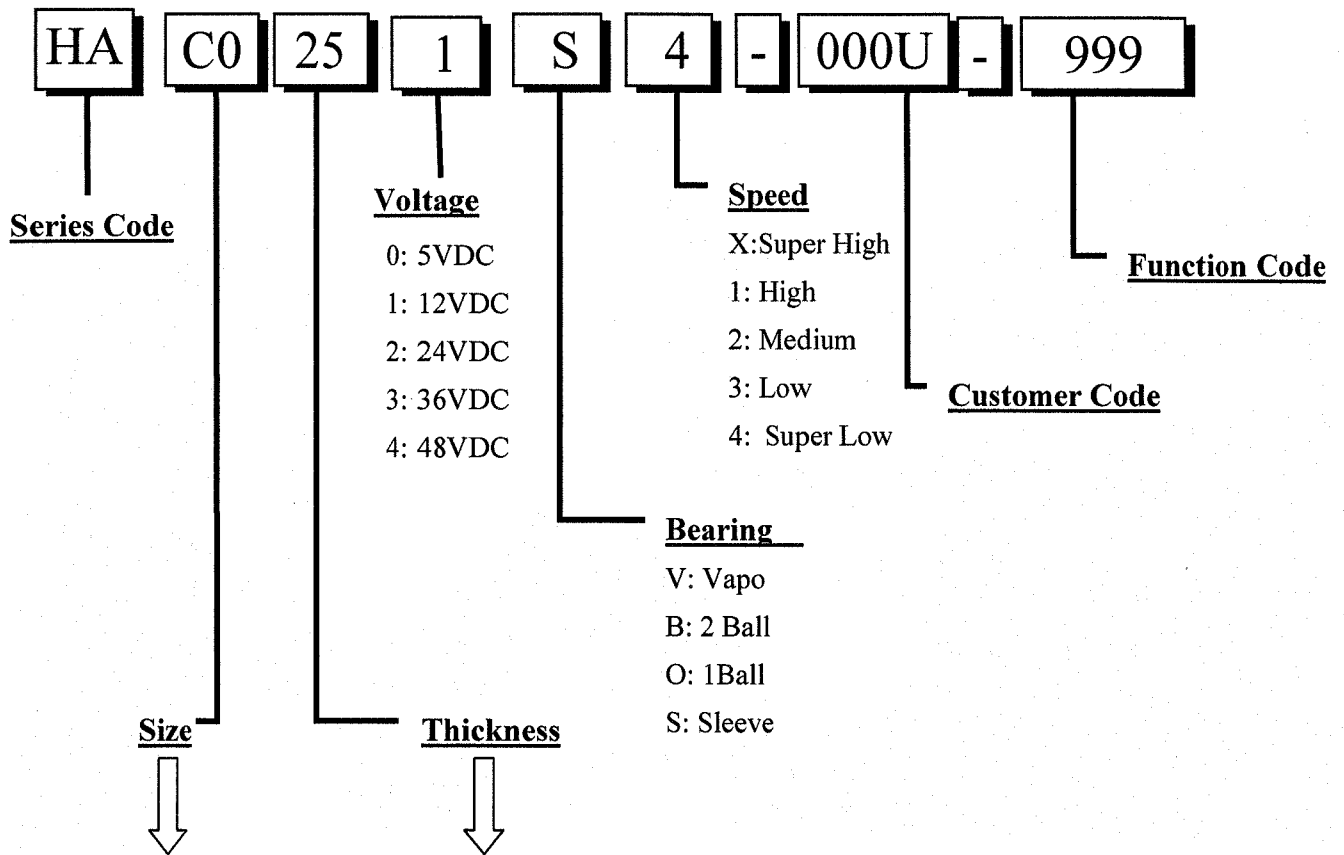 HA C0 25 1 S 4 - 000U - 999
Series Code
Voltage
0: 5VDC
1: 12VDC
2: 24VDC
3: 36VDC
4: 48VDC
Speed
X:Super High
1: High
2: Medium
3: Low
4: Super Low
Function Code
Customer Code
Bearing
V: Vapo
B: 2 Ball
O: 1Ball
S: Sleeve
Size
Thickness